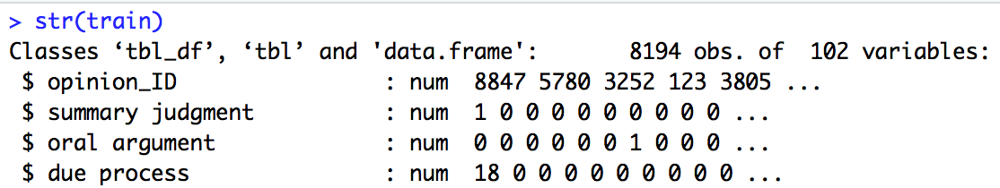 > str(train)
Classes ‘tbl_df’, ‘tbl’ and 'data.frame':	8194 obs. of  102 variables:
 $ opinion_ID                : num  8847 5780 3252 123 3805 ...
 $ summary judgment          : num  1 0 0 0 0 0 0 0 0 0 ...
 $ oral argument             : num  0 0 0 0 0 0 1 0 0 0 ...
 $ due process               : num  18 0 0 0 0 0 0 0 0 0 ...